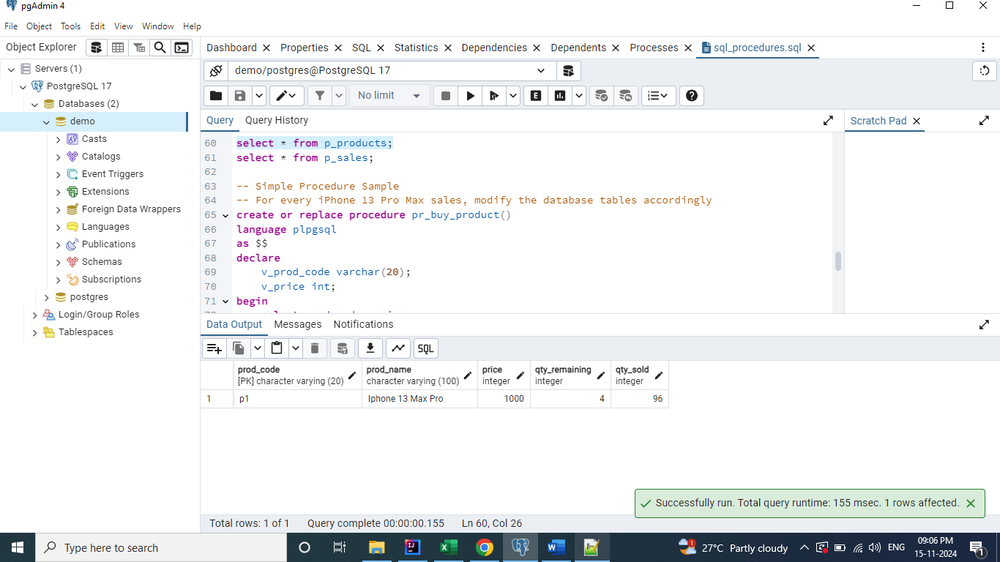 pgAdmin 4
File Object Tools Edit View Window Help
Object Explorer
Servers (1)
PostgreSQL 17
Databases (2)
demo
Casts
Catalogs
Event Triggers
Extensions
Foreign Data Wrappers
Languages
Publications
Schemas
Subscriptions
postgres
Login/Group Roles
Tablespaces
Dashboard Properties SQL Statistics Dependencies Dependents Processes sql_procedures.sql
demo/postgres@PostgreSQL 17
No limit
E
Query Query History
Scratch Pad
60 select * from p_products;
61 select * from p_sales;
62
63 -- Simple Procedure Sample
64 -- For every iPhone 13 Pro Max sales, modify the database tables accordingly
65 create or replace procedure pr_buy_product()
66 language plpgsql
67 as $$
68 declare
69 v_prod_code varchar(20);
70 v_price int;
71 begin
Data Output Messages Notifications
SQL
prod_code prod_name price qty_remaining qty_sold
[PK] character varying (20) character varying (100) integer integer integer
1 p1 Iphone 13 Max Pro 1000 4 96
Successfully run. Total query runtime: 155 msec. 1 rows affected.
Total rows: 1 of 1 Query complete 00:00:00.155 Ln 60, Col 26
Type here to search
1 27°C Partly cloudy ENG
09:06 PM
15-11-2024
1